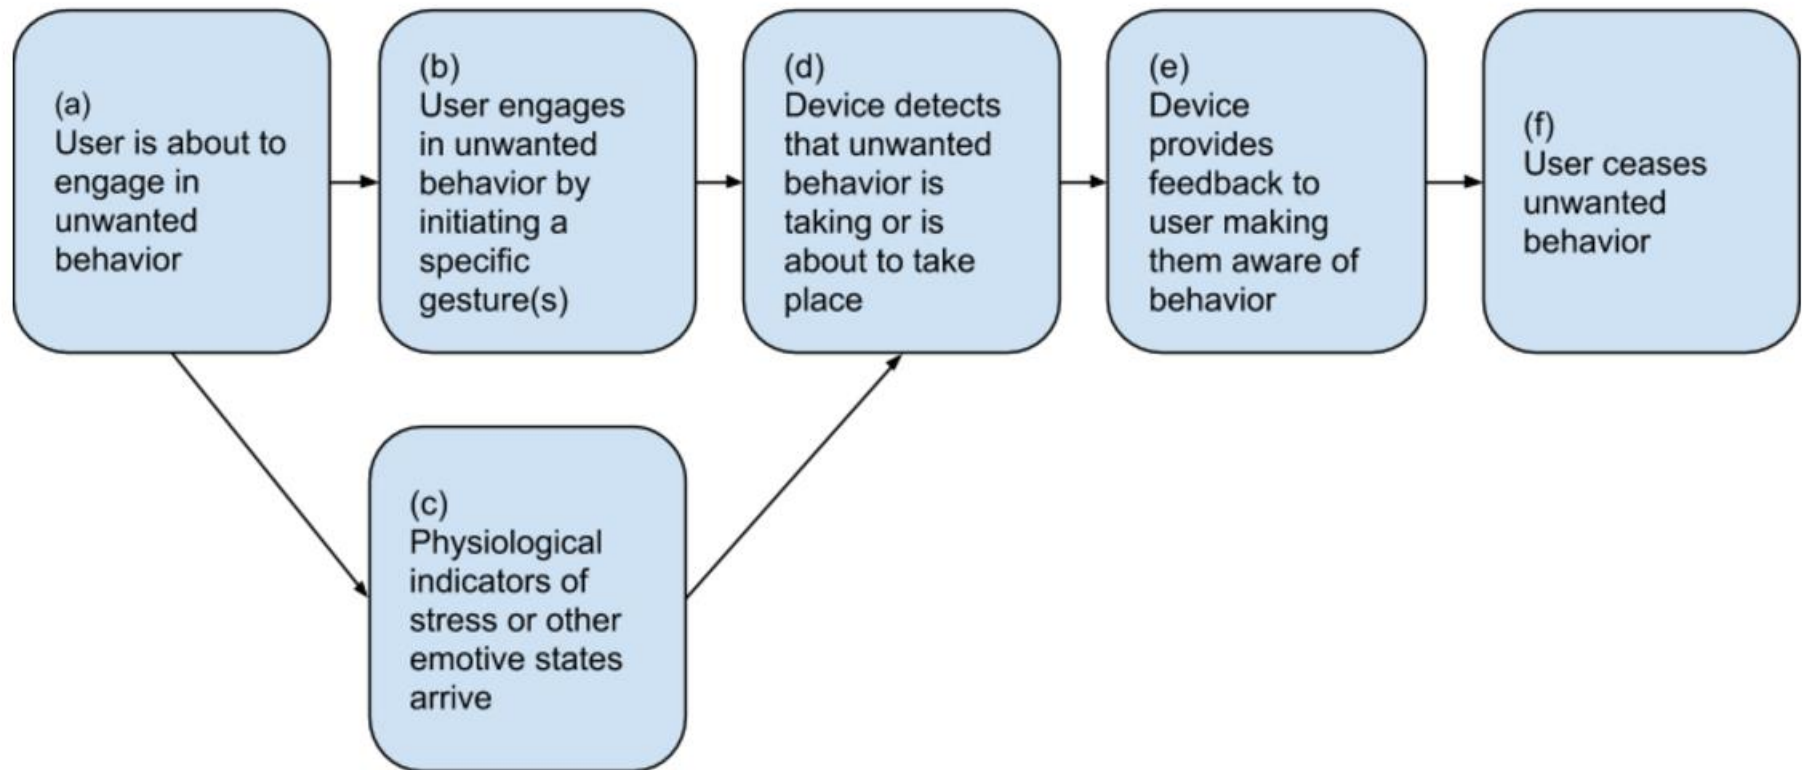 (a)
User is about to
engage in
unwanted
behavior
(b)
User engages
in unwanted
behavior by
initiating a
specific
gesture(s)
(d)
Device detects
that unwanted
behavior is
taking or is
about to take
place
(e)
Device
provides
feedback to
user making
them aware of
behavior
(f)
User ceases
unwanted
behavior
(c)
Physiological
indicators of
stress or other
emotive states
arrive